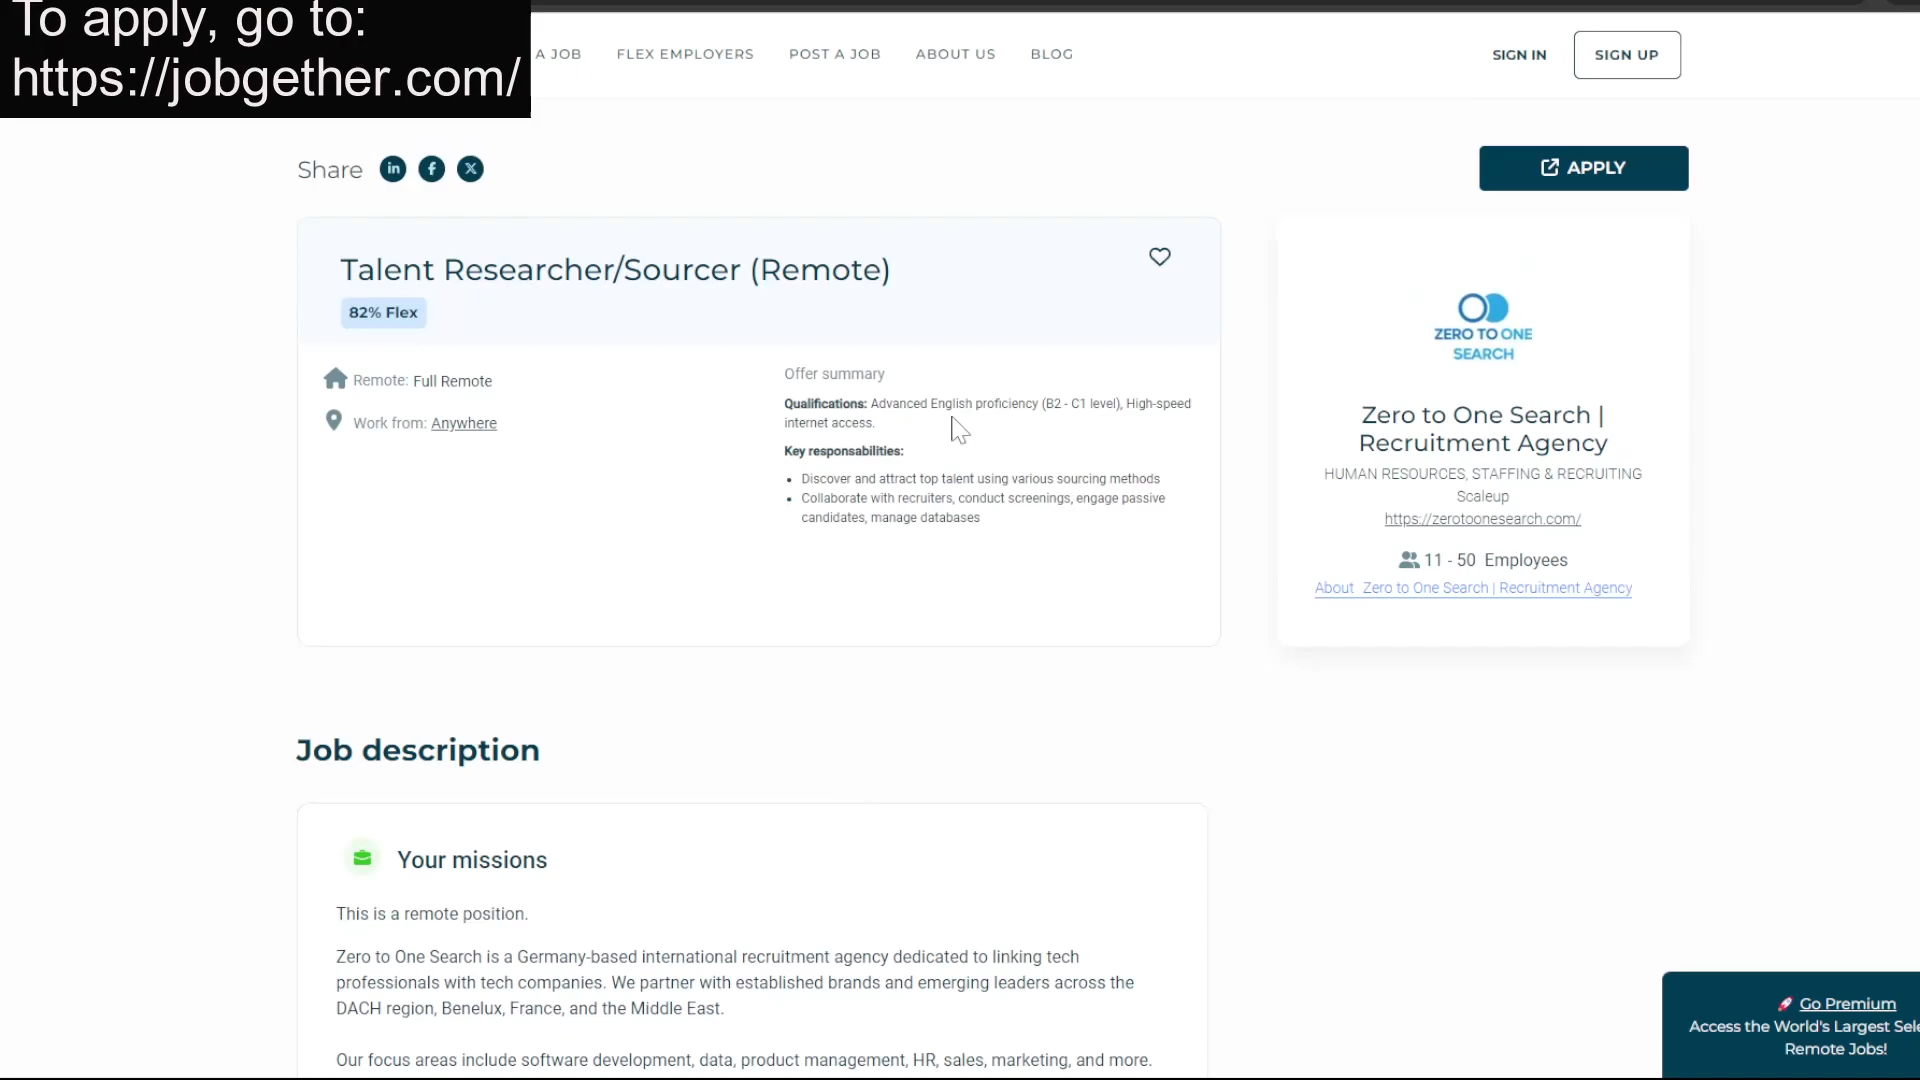 To apply, go to:
https://jobgether.com/
A JOB
FLEX EMPLOYERS
POST A JOB
ABOUT US
BLOG
SIGN IN
SIGN UP
Share
APPLY
Talent Researcher/Sourcer (Remote)
82% Flex
Remote: Full Remote
Work from: Anywhere
Offer summary
Qualifications: Advanced English proficiency (B2 - C1 level), High-speed
internet access.
Key responsabilities:
Discover and attract top talent using various sourcing methods
Collaborate with recruiters, conduct screenings, engage passive
candidates, manage databases
ZERO TO ONE
SEARCH
Zero to One Search |
Recruitment Agency
HUMAN RESOURCES, STAFFING & RECRUITING
Scaleup
https://zerotoonesearch.com/
11 - 50 Employees
About Zero to One Search | Recruitment Agency
Job description
Your missions
This is a remote position.
Zero to One Search is a Germany-based international recruitment agency dedicated to linking tech
professionals with tech companies. We partner with established brands and emerging leaders across the
DACH region, Benelux, France, and the Middle East.
Our focus areas include software development, data, product management, HR, sales, marketing, and more.
Go Premium
Access the World's Largest Sele
Remote Jobs!